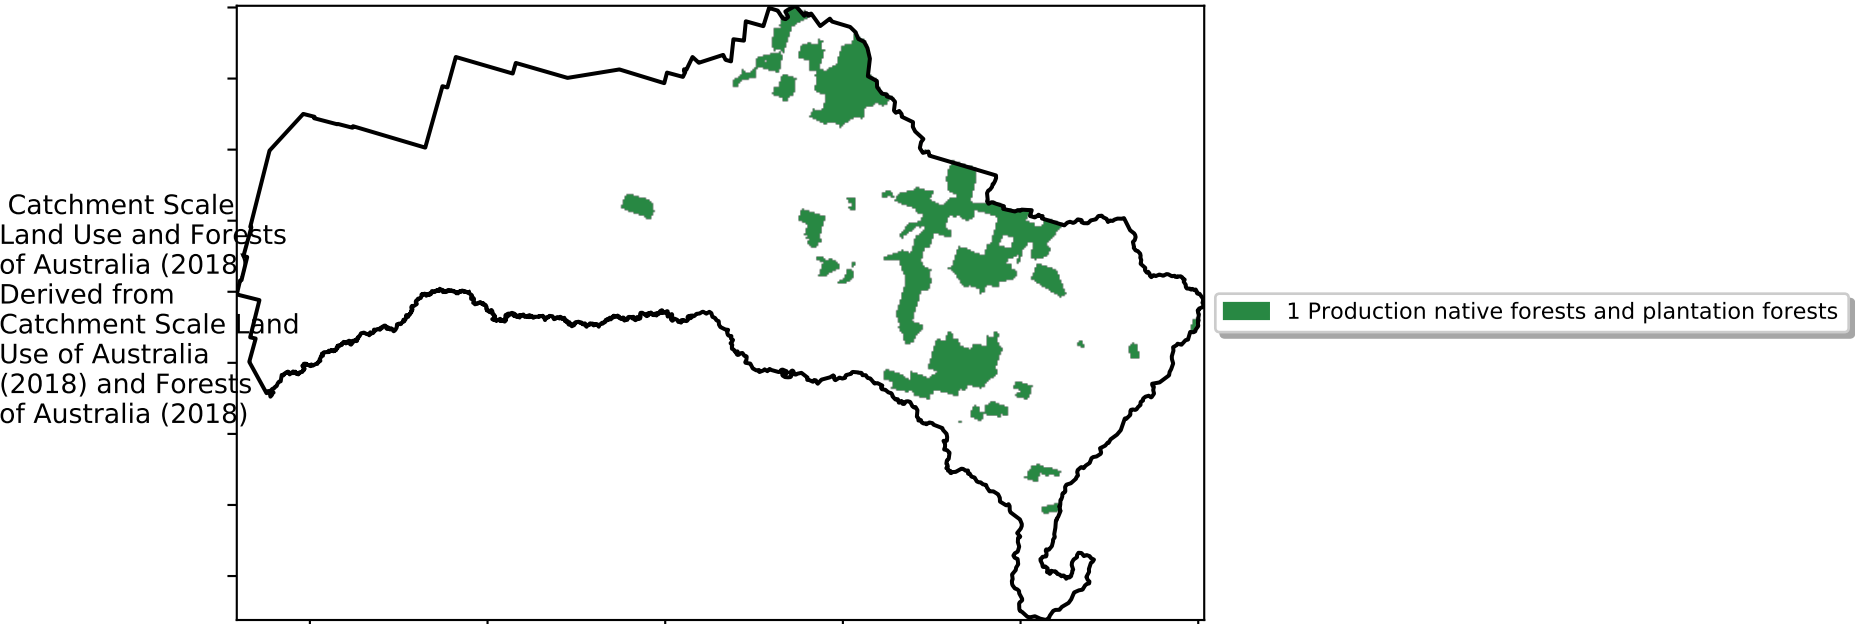 Catchment Scale
Land Use and Forests
of Australia (2018)
Derived from
Catchment Scale Land
Use of Australia
(2018) and Forests
of Australia (2018)
1 Production native forests and plantation forests